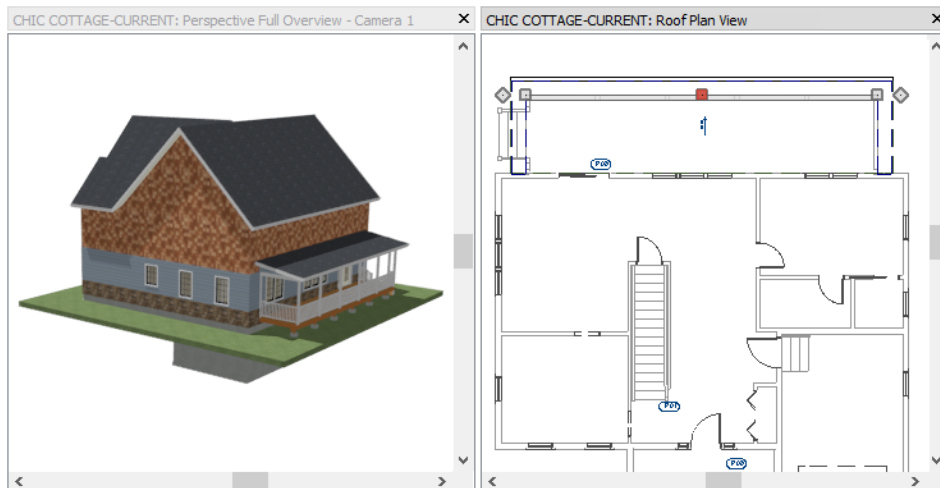 CHIC COTTAGE-CURRENT: Perspective Full Overview - Camera 1
CHIC COTTAGE-CURRENT: Roof Plan View